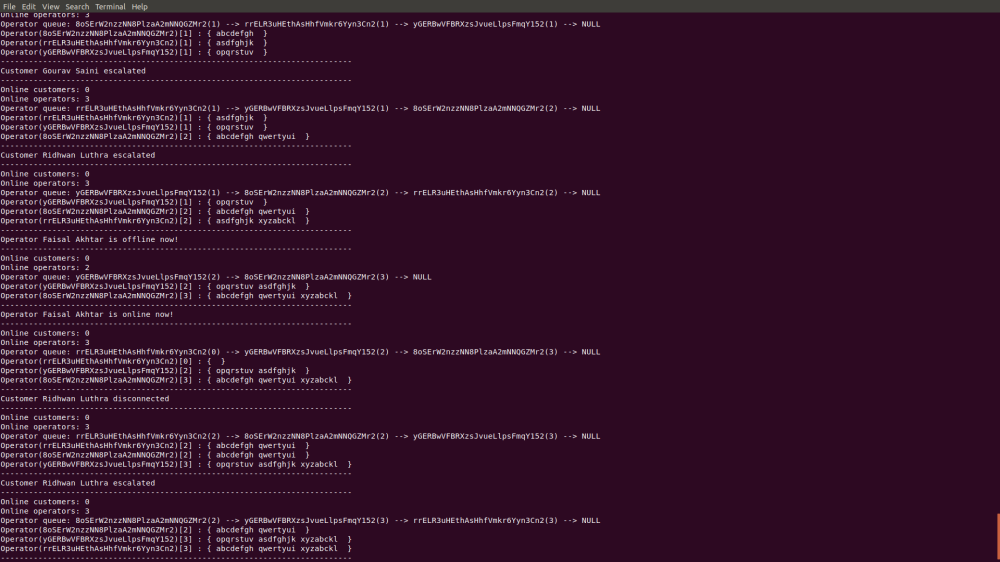 File Edit View Search Terminal Help
Online operators: 3
Operator queue: 8oSErW2nzzNN8PlzaA2mNNQGZMr2(1) --> rrELR3uHEthAsHhfVmkr6Yyn3Cn2(1) --> yGERBwVFBRXzsJvueLlpsFmqY152(1) --> NULL
Operator(8oSErW2nzzNN8PlzaA2mNNQGZMr2)[1] : { abcdefgh  }
Operator(rrELR3uHEthAsHhfVmkr6Yyn3Cn2)[1] : { asdfghjk  }
Operator(yGERBwVFBRXzsJvueLlpsFmqY152)[1] : { opqrstuv  }
------------------------------------------------------------------------------
Customer Gourav Saini escalated
------------------------------------------------------------------------------
Online customers: 0
Online operators: 3
Operator queue: rrELR3uHEthAsHhfVmkr6Yyn3Cn2(1) --> yGERBwVFBRXzsJvueLlpsFmqY152(1) --> 8oSErW2nzzNN8PlzaA2mNNQGZMr2(2) --> NULL
Operator(rrELR3uHEthAsHhfVmkr6Yyn3Cn2)[1] : { asdfghjk  }
Operator(yGERBwVFBRXzsJvueLlpsFmqY152)[1] : { opqrstuv  }
Operator(8oSErW2nzzNN8PlzaA2mNNQGZMr2)[2] : { abcdefgh qwertyui  }
------------------------------------------------------------------------------
Customer Ridhwan Luthra escalated
------------------------------------------------------------------------------
Online customers: 0
Online operators: 3
Operator queue: yGERBwVFBRXzsJvueLlpsFmqY152(1) --> 8oSErW2nzzNN8PlzaA2mNNQGZMr2(2) --> rrELR3uHEthAsHhfVmkr6Yyn3Cn2(2) --> NULL
Operator(yGERBwVFBRXzsJvueLlpsFmqY152)[1] : { opqrstuv  }
Operator(8oSErW2nzzNN8PlzaA2mNNQGZMr2)[2] : { abcdefgh qwertyui  }
Operator(rrELR3uHEthAsHhfVmkr6Yyn3Cn2)[2] : { asdfghjk xyzabckl  }
------------------------------------------------------------------------------
Operator Faisal Akhtar is offline now!
------------------------------------------------------------------------------
Online customers: 0
Online operators: 2
Operator queue: yGERBwVFBRXzsJvueLlpsFmqY152(2) --> 8oSErW2nzzNN8PlzaA2mNNQGZMr2(3) --> NULL
Operator(yGERBwVFBRXzsJvueLlpsFmqY152)[2] : { opqrstuv asdfghjk  }
Operator(8oSErW2nzzNN8PlzaA2mNNQGZMr2)[3] : { abcdefgh qwertyui xyzabckl  }
------------------------------------------------------------------------------
Operator Faisal Akhtar is online now!
------------------------------------------------------------------------------
Online customers: 0
Online operators: 3
Operator queue: rrELR3uHEthAsHhfVmkr6Yyn3Cn2(0) --> yGERBwVFBRXzsJvueLlpsFmqY152(2) --> 8oSErW2nzzNN8PlzaA2mNNQGZMr2(3) --> NULL
Operator(rrELR3uHEthAsHhfVmkr6Yyn3Cn2)[0] : {  }
Operator(yGERBwVFBRXzsJvueLlpsFmqY152)[2] : { opqrstuv asdfghjk  }
Operator(8oSErW2nzzNN8PlzaA2mNNQGZMr2)[3] : { abcdefgh qwertyui xyzabckl  }
------------------------------------------------------------------------------
Customer Ridhwan Luthra disconnected
------------------------------------------------------------------------------
Online customers: 0
Online operators: 3
Operator queue: rrELR3uHEthAsHhfVmkr6Yyn3Cn2(2) --> 8oSErW2nzzNN8PlzaA2mNNQGZMr2(2) --> yGERBwVFBRXzsJvueLlpsFmqY152(3) --> NULL
Operator(rrELR3uHEthAsHhfVmkr6Yyn3Cn2)[2] : { abcdefgh qwertyui  }
Operator(8oSErW2nzzNN8PlzaA2mNNQGZMr2)[2] : { abcdefgh qwertyui  }
Operator(yGERBwVFBRXzsJvueLlpsFmqY152)[3] : { opqrstuv asdfghjk xyzabckl  }
------------------------------------------------------------------------------
Customer Ridhwan Luthra escalated
------------------------------------------------------------------------------
Online customers: 0
Online operators: 3
Operator queue: 8oSErW2nzzNN8PlzaA2mNNQGZMr2(2) --> yGERBwVFBRXzsJvueLlpsFmqY152(3) --> rrELR3uHEthAsHhfVmkr6Yyn3Cn2(3) --> NULL
Operator(8oSErW2nzzNN8PlzaA2mNNQGZMr2)[2] : { abcdefgh qwertyui  }
Operator(yGERBwVFBRXzsJvueLlpsFmqY152)[3] : { opqrstuv asdfghjk xyzabckl  }
Operator(rrELR3uHEthAsHhfVmkr6Yyn3Cn2)[3] : { abcdefgh qwertyui xyzabckl  }
------------------------------------------------------------------------------